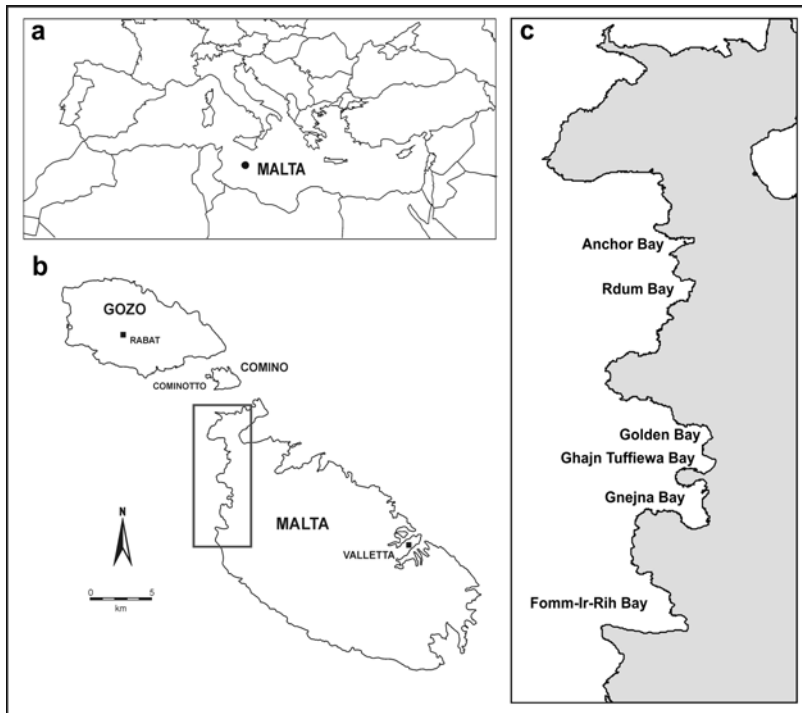 a
MALTA
b
GOZO
RABAT
COMINO
COMINOTTO
MALTA
VALLETTA
N
0 5
km
c
Anchor Bay
Rdum Bay
Golden Bay
Ghajn Tuffiewa Bay
Gnejna Bay
Fomm-Ir-Rih Bay